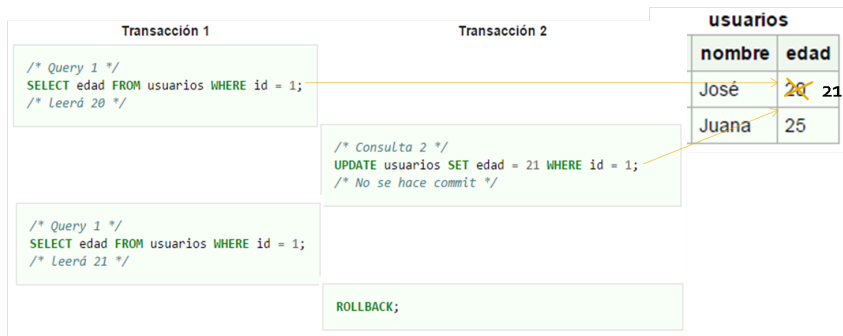 Transacción 1
Transacción 2
usuarios
nombre edad
José 20 21
Juana 25
/* Query 1 */
SELECT edad FROM usuarios WHERE id = 1;
/* leerá 20 */
/* Consulta 2 */
UPDATE usuarios SET edad = 21 WHERE id = 1;
/* No se hace commit */
/* Query 1 */
SELECT edad FROM usuarios WHERE id = 1;
/* leerá 21 */
ROLLBACK;